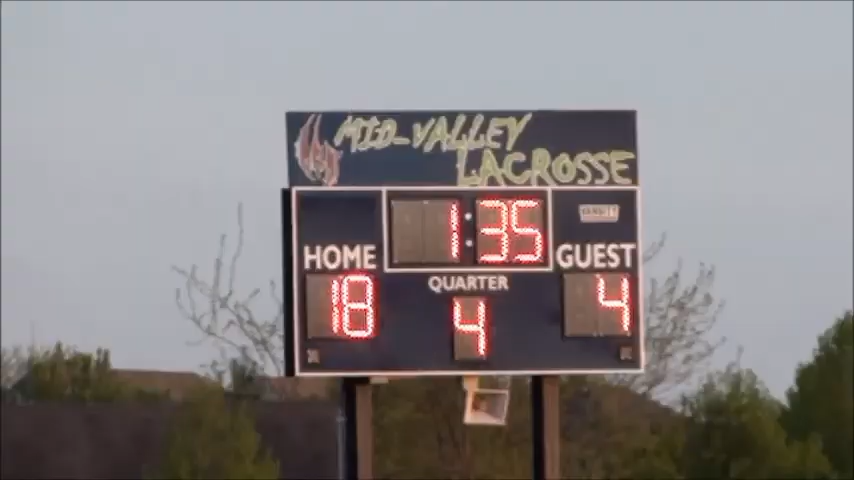 MID-VALLEY
LACROSSE
1:35
HOME
GUEST
QUARTER
18
4
4